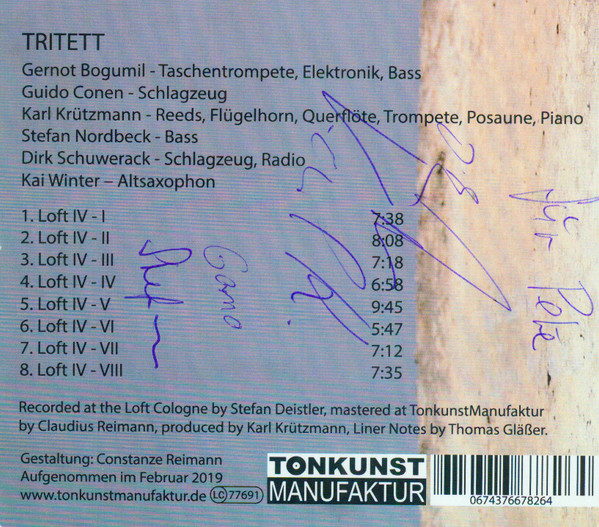 TRITETT
Gernot Bogumil - Taschentrompete, Elektronik, Bass
Guido Conen - Schlagzeug
Karl Krützmann - Reeds, Flügelhorn, Querflöte, Trompete, Posaune, Piano
Stefan Nordbeck - Bass
Dirk Schuwerack - Schlagzeug, Radio
Kai Winter – Altsaxophon
1. Loft IV - I 7:38
2. Loft IV - II 8:08
3. Loft IV - III 7:18
4. Loft IV - IV 6:58
5. Loft IV - V 9:45
6. Loft IV - VI 5:47
7. Loft IV - VII 7:12
8. Loft IV - VIII 7:35
Für Pete
Recorded at the Loft Cologne by Stefan Deistler, mastered at TonkunstManufaktur
by Claudius Reimann, produced by Karl Krützmann, Liner Notes by Thomas Gläßer.
Gestaltung: Constanze Reimann
Aufgenommen im Februar 2019
www.tonkunstmanufaktur.de LC 77691
TONKUNST
MANUFAKTUR
0674376678264